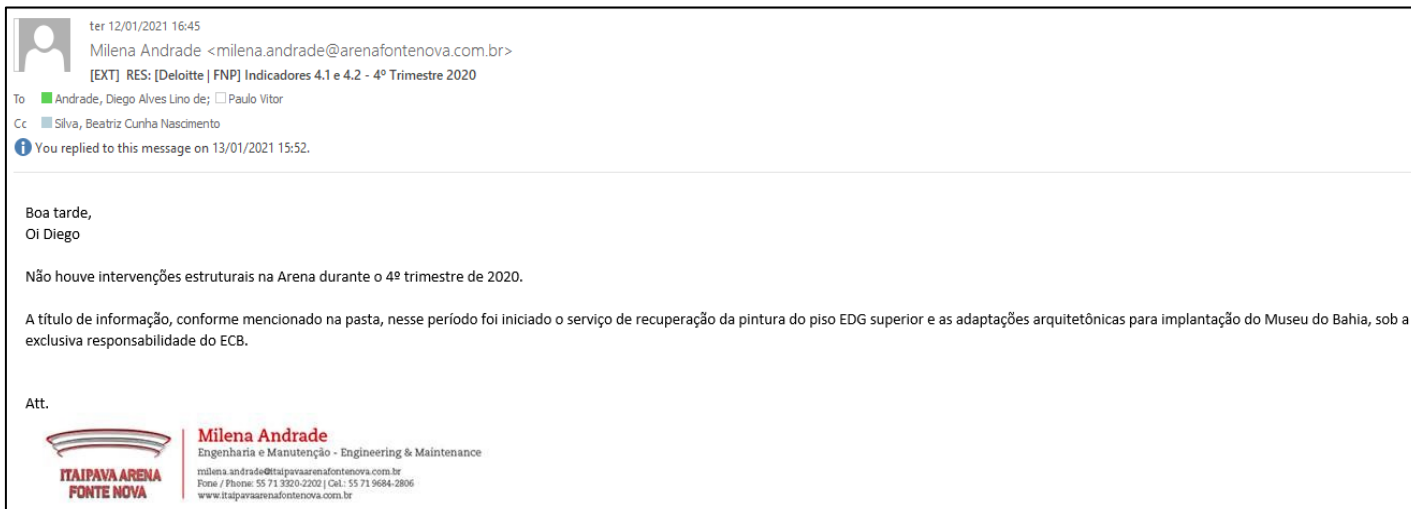 ter 12/01/2021 16:45
Milena Andrade <milena.andrade@arenafontenova.com.br>
[EXT] RES: [Deloitte | FNP] Indicadores 4.1 e 4.2 - 4º Trimestre 2020
To Andrade, Diego Alves Lino de; Paulo Vitor
Cc Silva, Beatriz Cunha Nascimento
You replied to this message on 13/01/2021 15:52.
Boa tarde,
Oi Diego
Não houve intervenções estruturais na Arena durante o 4º trimestre de 2020.
A título de informação, conforme mencionado na pasta, nesse período foi iniciado o serviço de recuperação da pintura do piso EDG superior e as adaptações arquitetônicas para implantação do Museu do Bahia, sob a
exclusiva responsabilidade do ECB.
Att.
ITAIPAVA ARENA
FONTE NOVA
Milena Andrade
Engenharia e Manutenção - Engineering & Maintenance
milena.andrade@itaipavaarenafontenova.com.br
Fone / Phone: 55 71 3320-2202 | Cel.: 55 71 9684-2806
www.itaipavaarenafontenova.com.br